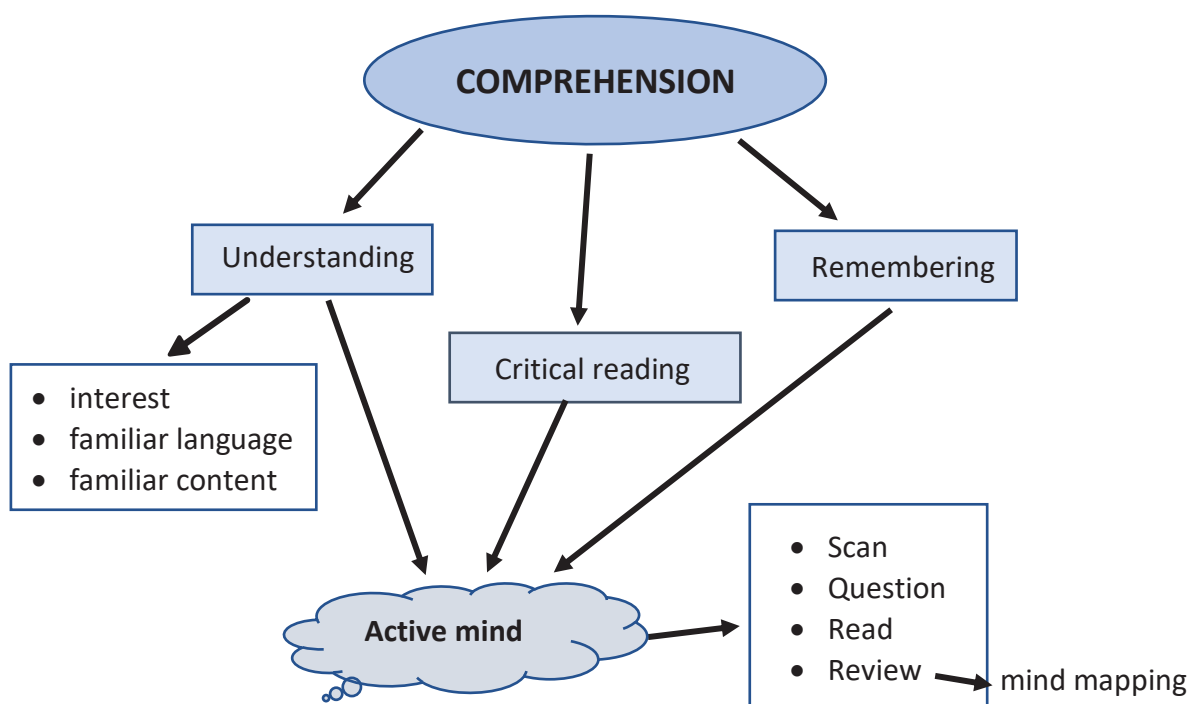 COMPREHENSION
Understanding
Remembering
Critical reading
• interest
• familiar language
• familiar content
Active mind
• Scan
• Question
• Read
• Review
mind mapping